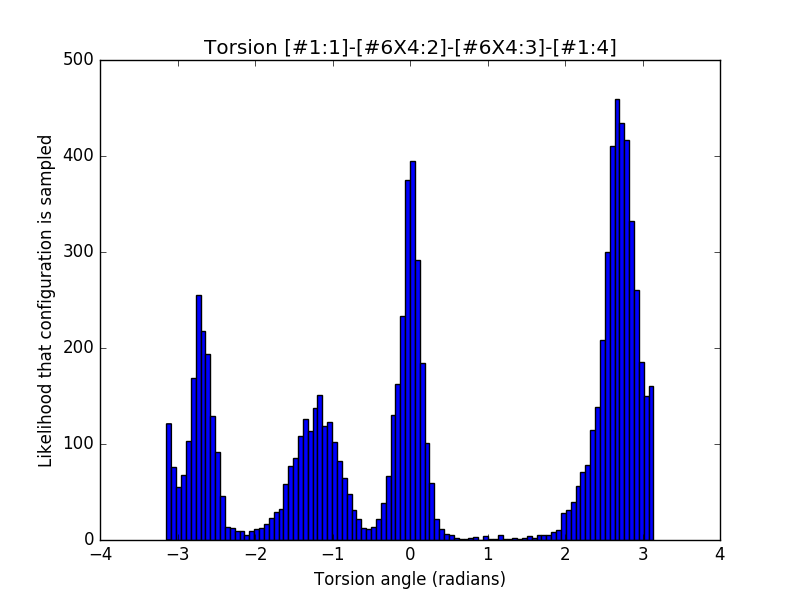 Torsion [#1:1]-[#6X4:2]-[#6X4:3]-[#1:4]
500
400
300
200
100
0
Likelihood that configuration is sampled
−4 −3 −2 −1 0 1 2 3 4
Torsion angle (radians)